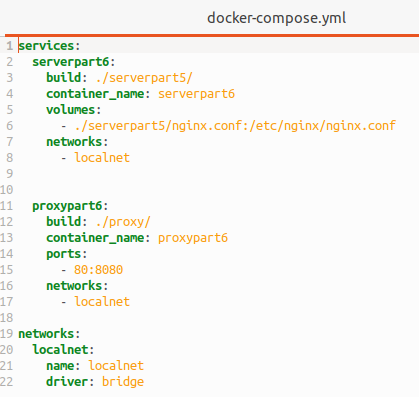 docker-compose.yml
1 services:
2   serverpart6:
3     build: ./serverpart5/
4     container_name: serverpart6
5     volumes:
6       - ./serverpart5/nginx.conf:/etc/nginx/nginx.conf
7     networks:
8       - localnet
9
10
11   proxypart6:
12     build: ./proxy/
13     container_name: proxypart6
14     ports:
15       - 80:8080
16     networks:
17       - localnet
18
19 networks:
20   localnet:
21     name: localnet
22     driver: bridge